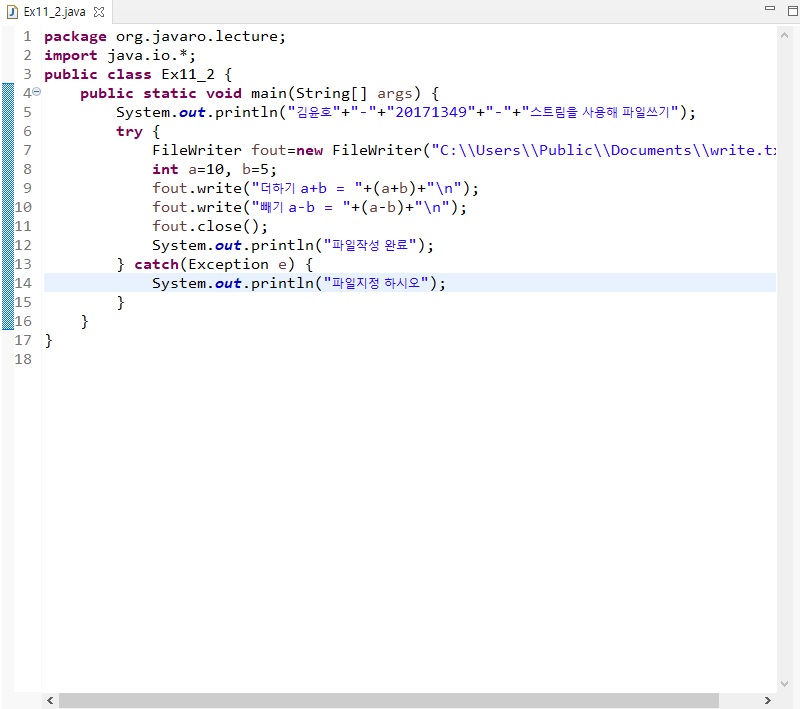 Ex11_2.java
1 package org.javaro.lecture;
2 import java.io.*;
3 public class Ex11_2 {
4 public static void main(String[] args) {
5 System.out.println("김윤호"+"-"+"20171349"+"-"+"스트림을 사용해 파일쓰기");
6 try {
7 FileWriter fout=new FileWriter("C:\\Users\\Public\\Documents\\write.tx
8 int a=10, b=5;
9 fout.write("더하기 a+b = "+(a+b)+"\n");
10 fout.write("빼기 a-b = "+(a-b)+"\n");
11 fout.close();
12 System.out.println("파일작성 완료");
13 } catch(Exception e) {
14 System.out.println("파일지정 하시오");
15 }
16 }
17 }
18